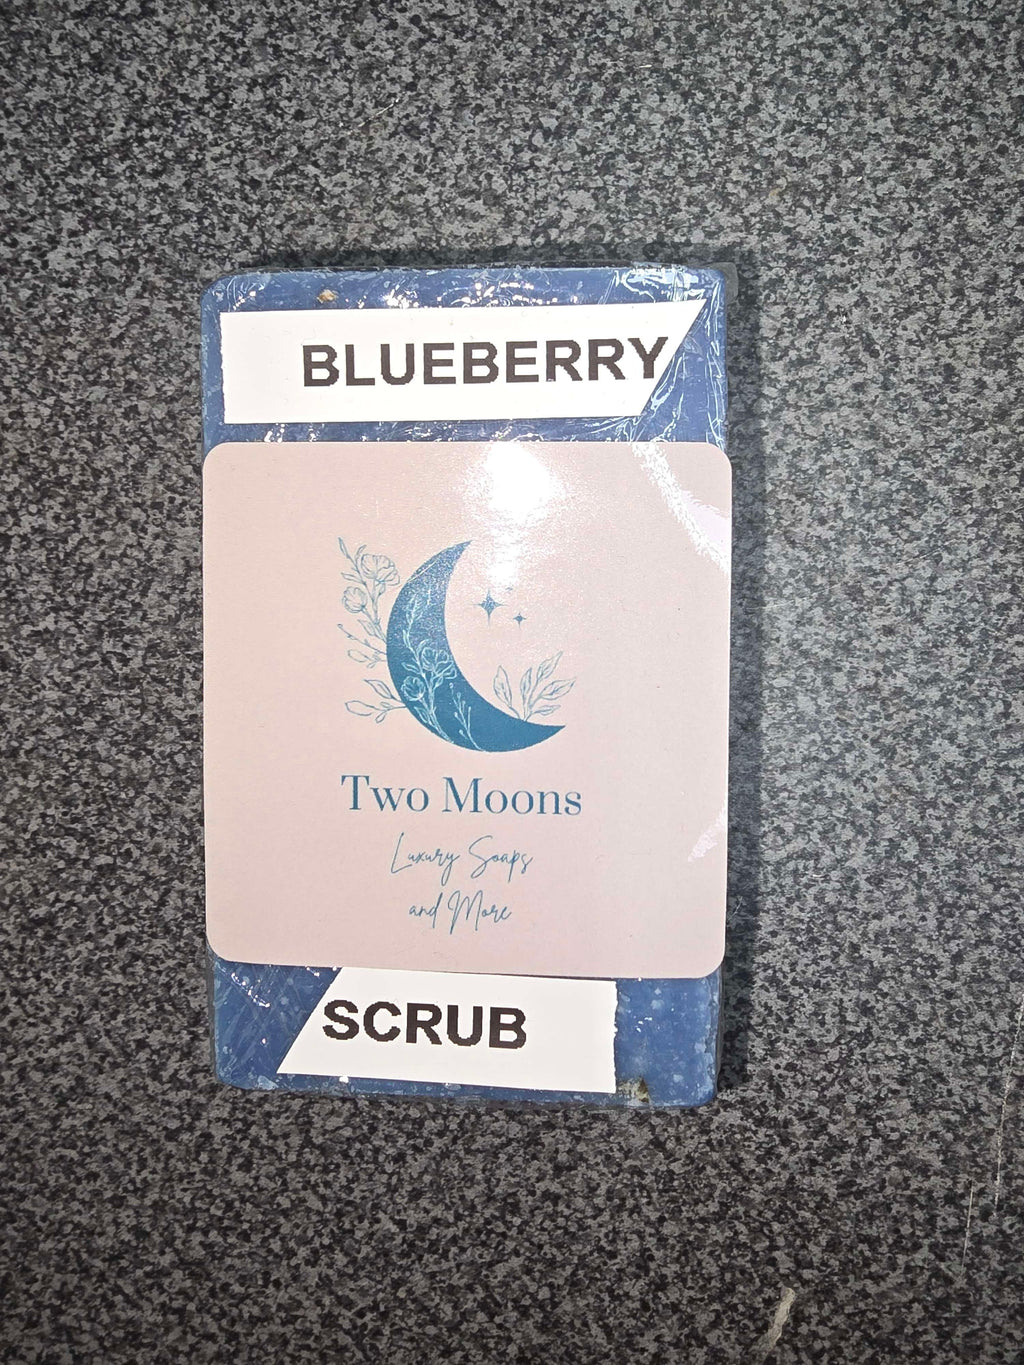 BLUEBERRY
Two Moons
Luxury Soaps
and More
SCRUB